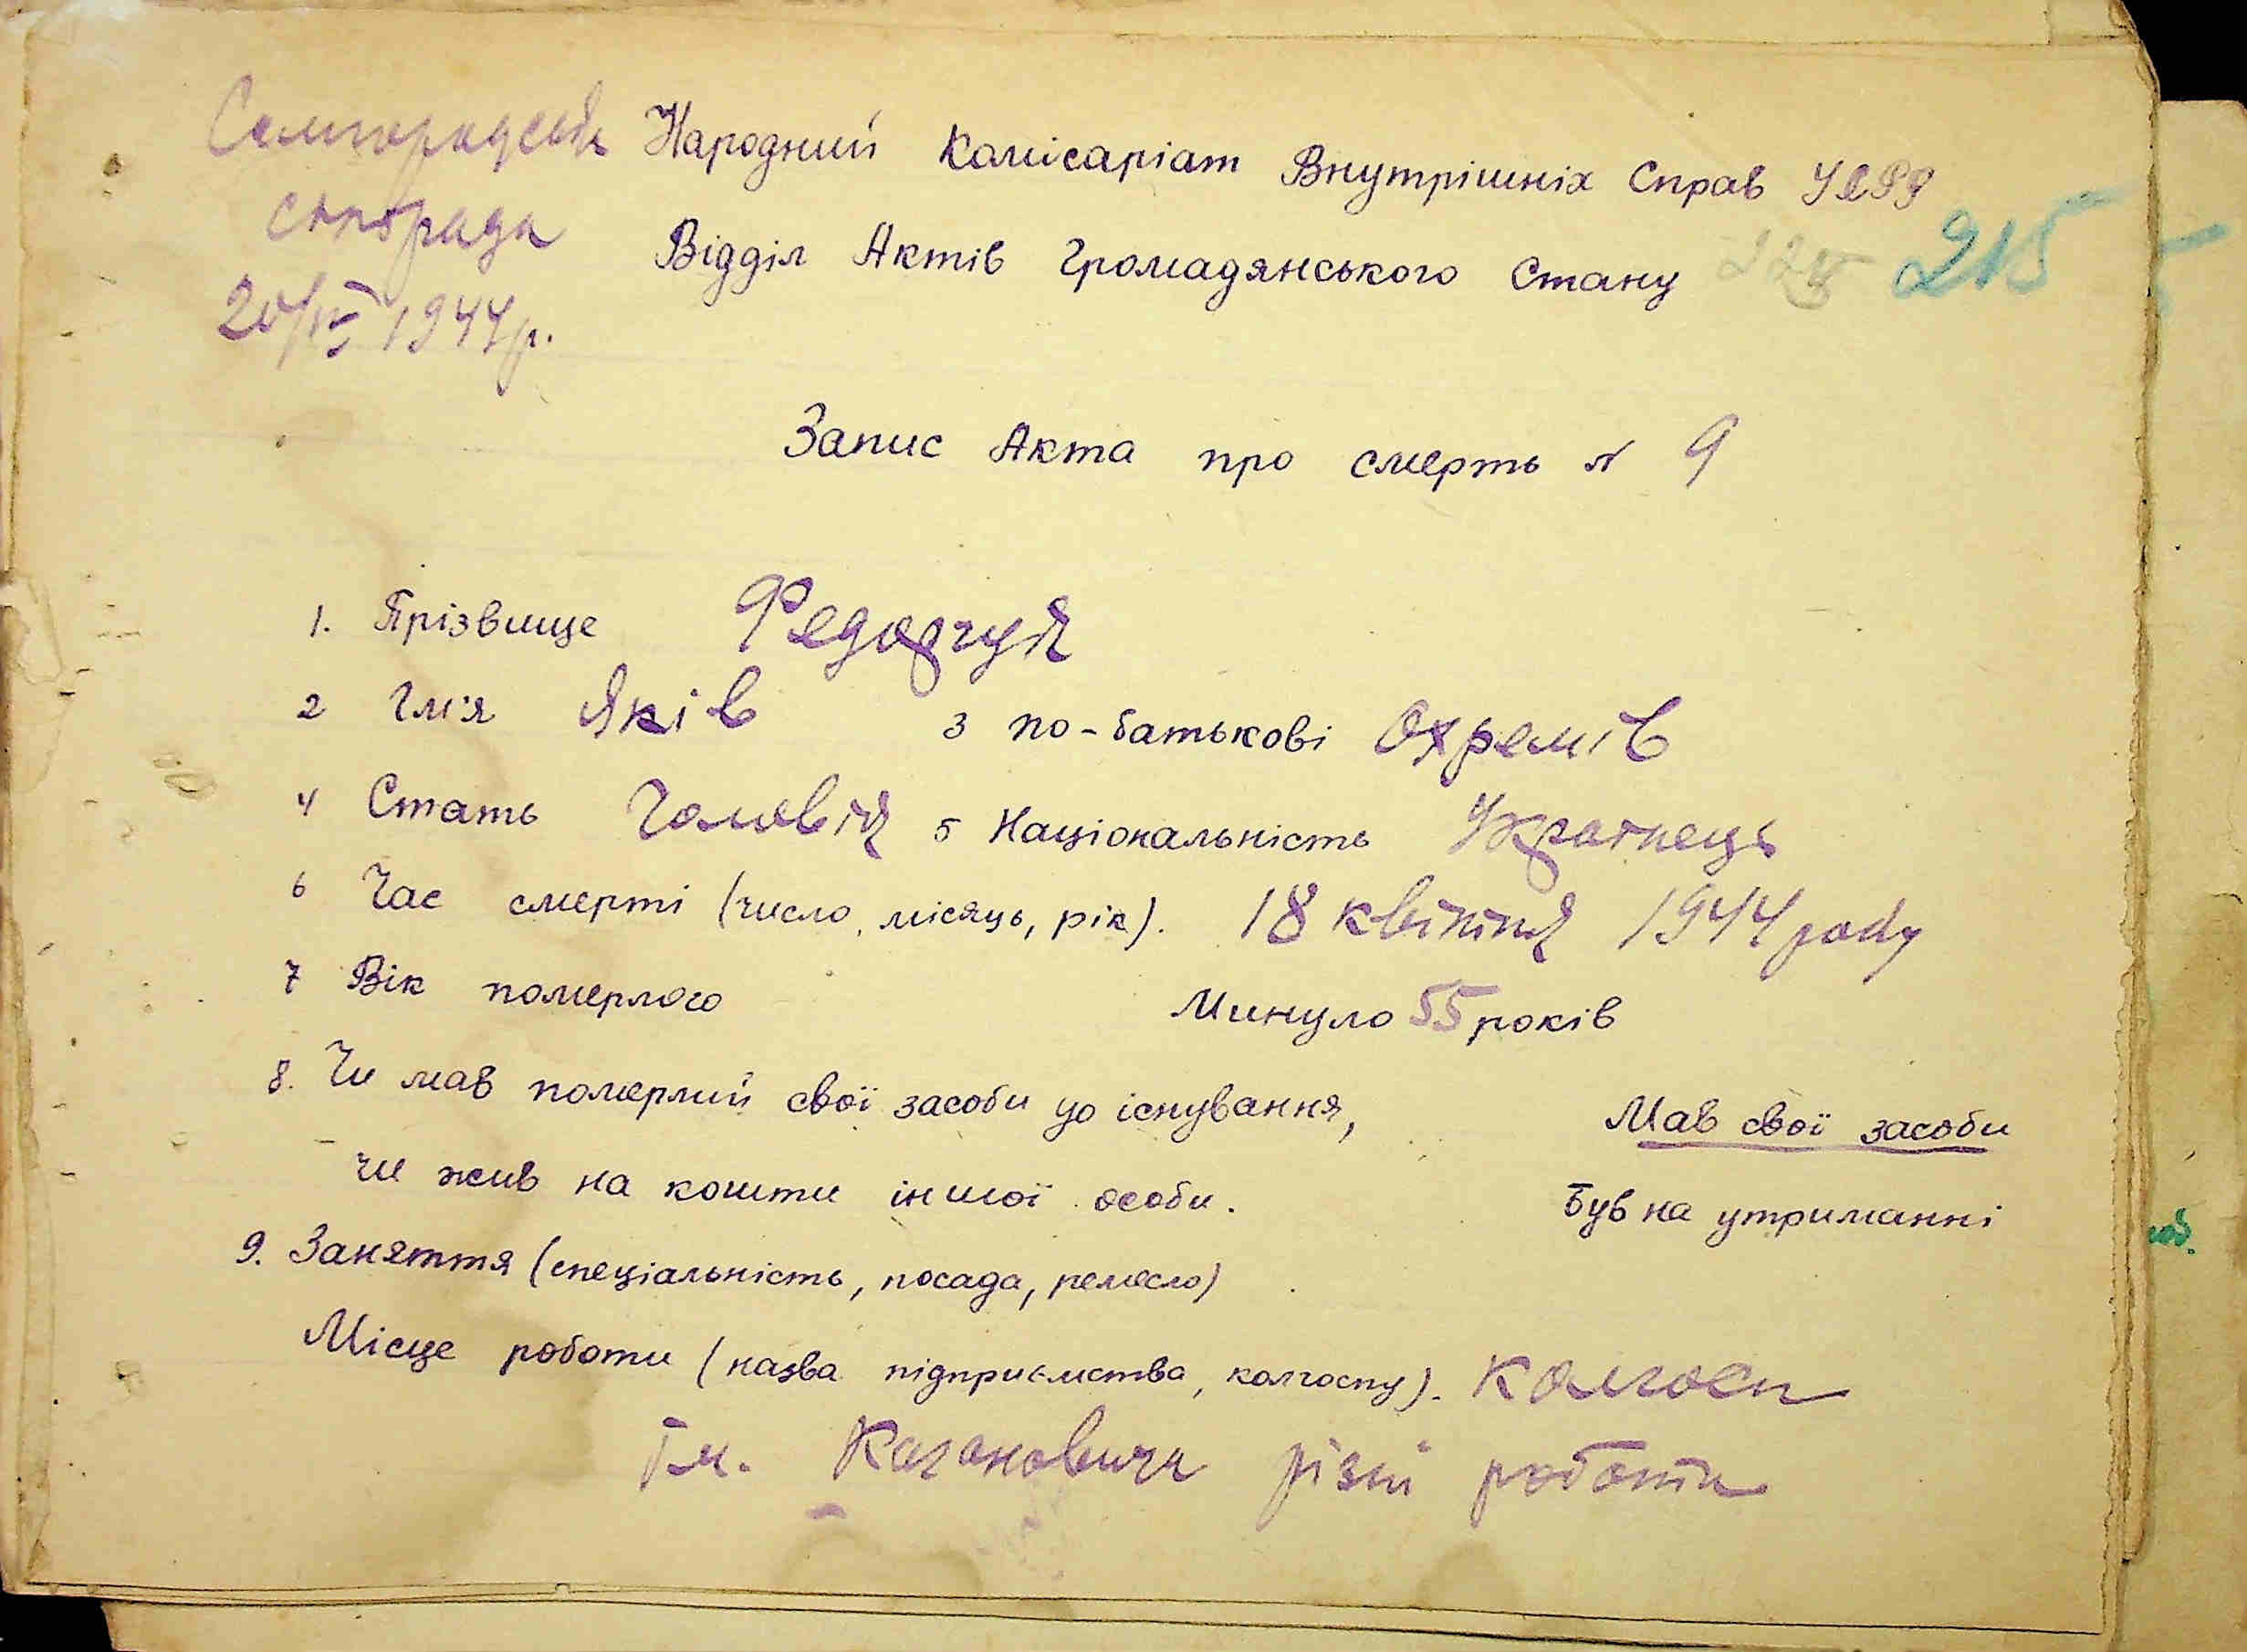 Самгородська Народний Комісаріат Внутрішніх Справ УРСР
сільрада Відділ Актів Громадянського Стану 215
20/IV 1944 р.
Запис Акта про смерть № 9
1. Прізвище Федорчук
2 Ім'я Яків 3 по-батькові Охремів
4 Стать Чоловік 5 Національність Українець
6 Час смерті (число, місяць, рік). 18 квітня 1944 року
7 Вік померлого Минуло 55 років
8. Чи мав померлий свої засоби до існування, Мав свої засоби
чи жив на кошти іншої особи. Був на утриманні
9. Заняття (спеціальність, посада, ремесло)
Місце роботи (назва підприємства, колгоспу). Колгосп
Ім. Кагановича різні роботи